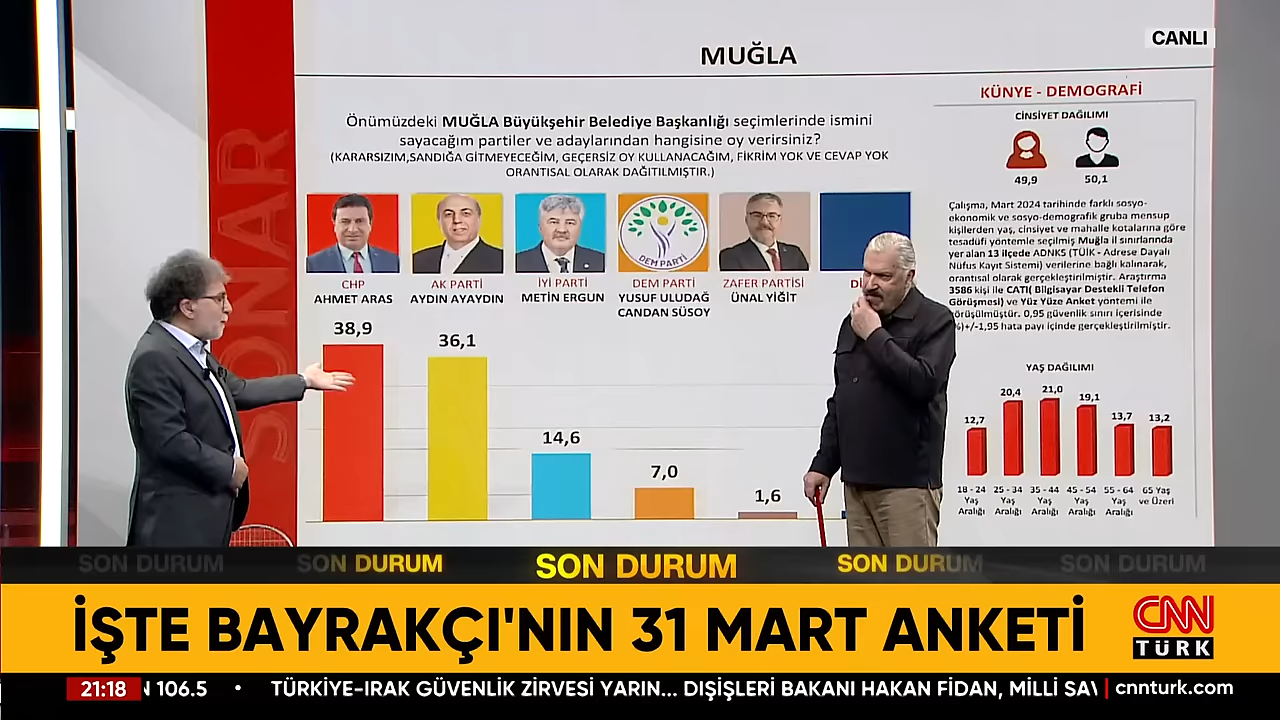 CANLI
MUĞLA
Önümüzdeki MUĞLA Büyükşehir Belediye Başkanlığı seçimlerinde ismini
sayacağım partiler ve adaylarından hangisine oy verirsiniz?
(KARARSIZIM,SANDIĞA GİTMEYECEĞİM, GEÇERSİZ OY KULLANACAĞIM, FİKRİM YOK VE CEVAP YOK
ORANTISAL OLARAK DAĞITILMIŞTIR.)
SONAR
DEM PARTİ
CHP
AHMET ARAS
AK PARTİ
AYDIN AYAYDIN
İYİ PARTİ
METİN ERGUN
DEM PARTİ
YUSUF ULUDAĞ
CANDAN SÜSOY
ZAFER PARTİSİ
ÜNAL YİĞİT
38,9
36,1
14,6
7,0
1,6
KÜNYE - DEMOGRAFİ
CİNSİYET DAĞILIMI
49,9 50,1
Çalışma, Mart 2024 tarihinde farklı sosyo-
ekonomik ve sosyo-demografik gruba mensup
kişilerden yaş, cinsiyet ve mahalle kotalarına göre
tesadüfi yöntemle seçilmiş Muğla il sınırlarında
yer alan 13 ilçede ADNKS (TÜİK - Adrese Dayalı
Nüfus Kayıt Sistemi) verilerine bağlı kalınarak,
orantısal olarak gerçekleştirilmiştir. Araştırma
3586 kişi ile CATI( Bilgisayar Destekli Telefon
Görüşmesi) ve Yüz Yüze Anket yöntemi ile
görüşülmüştür. 0,95 güvenlik sınırı içerisinde
)+/-1,95 hata payı içinde gerçekleştirilmiştir.
YAŞ DAĞILIMI
12,7 20,4 21,0 19,1 13,7 13,2
18 - 24 25 - 34 35 - 44 45 - 54 55 - 64 65 Yaş
Yaş Yaş Yaş Yaş Yaş ve Üzeri
Aralığı Aralığı Aralığı Aralığı Aralığı
SON DURUM SON DURUM SON DURUM SON DURUM SON DURUM
İŞTE BAYRAKÇI'NIN 31 MART ANKETİ
CNN
TÜRK
21:18 N 106.5 • TÜRKİYE-IRAK GÜVENLİK ZİRVESİ YARIN... DIŞİŞLERİ BAKANI HAKAN FİDAN, MİLLİ SAV cnnturk.com